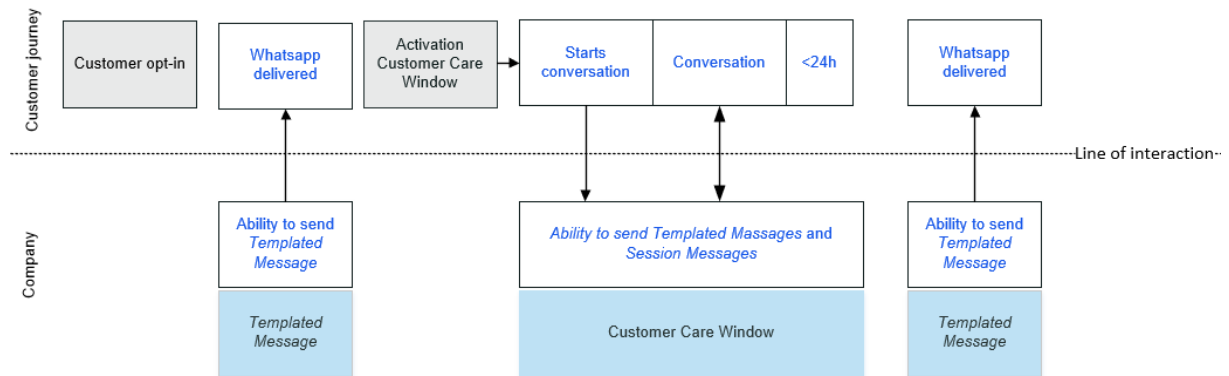 Customer journey
Customer opt-in
Whatsapp
delivered
Activation
Customer Care
Window
Starts
conversation
Conversation
<24h
Whatsapp
delivered
Line of interaction
Company
Ability to send
Templated
Message
Ability to send Templated Massages and
Session Messages
Ability to send
Templated
Message
Templated
Message
Customer Care Window
Templated
Message